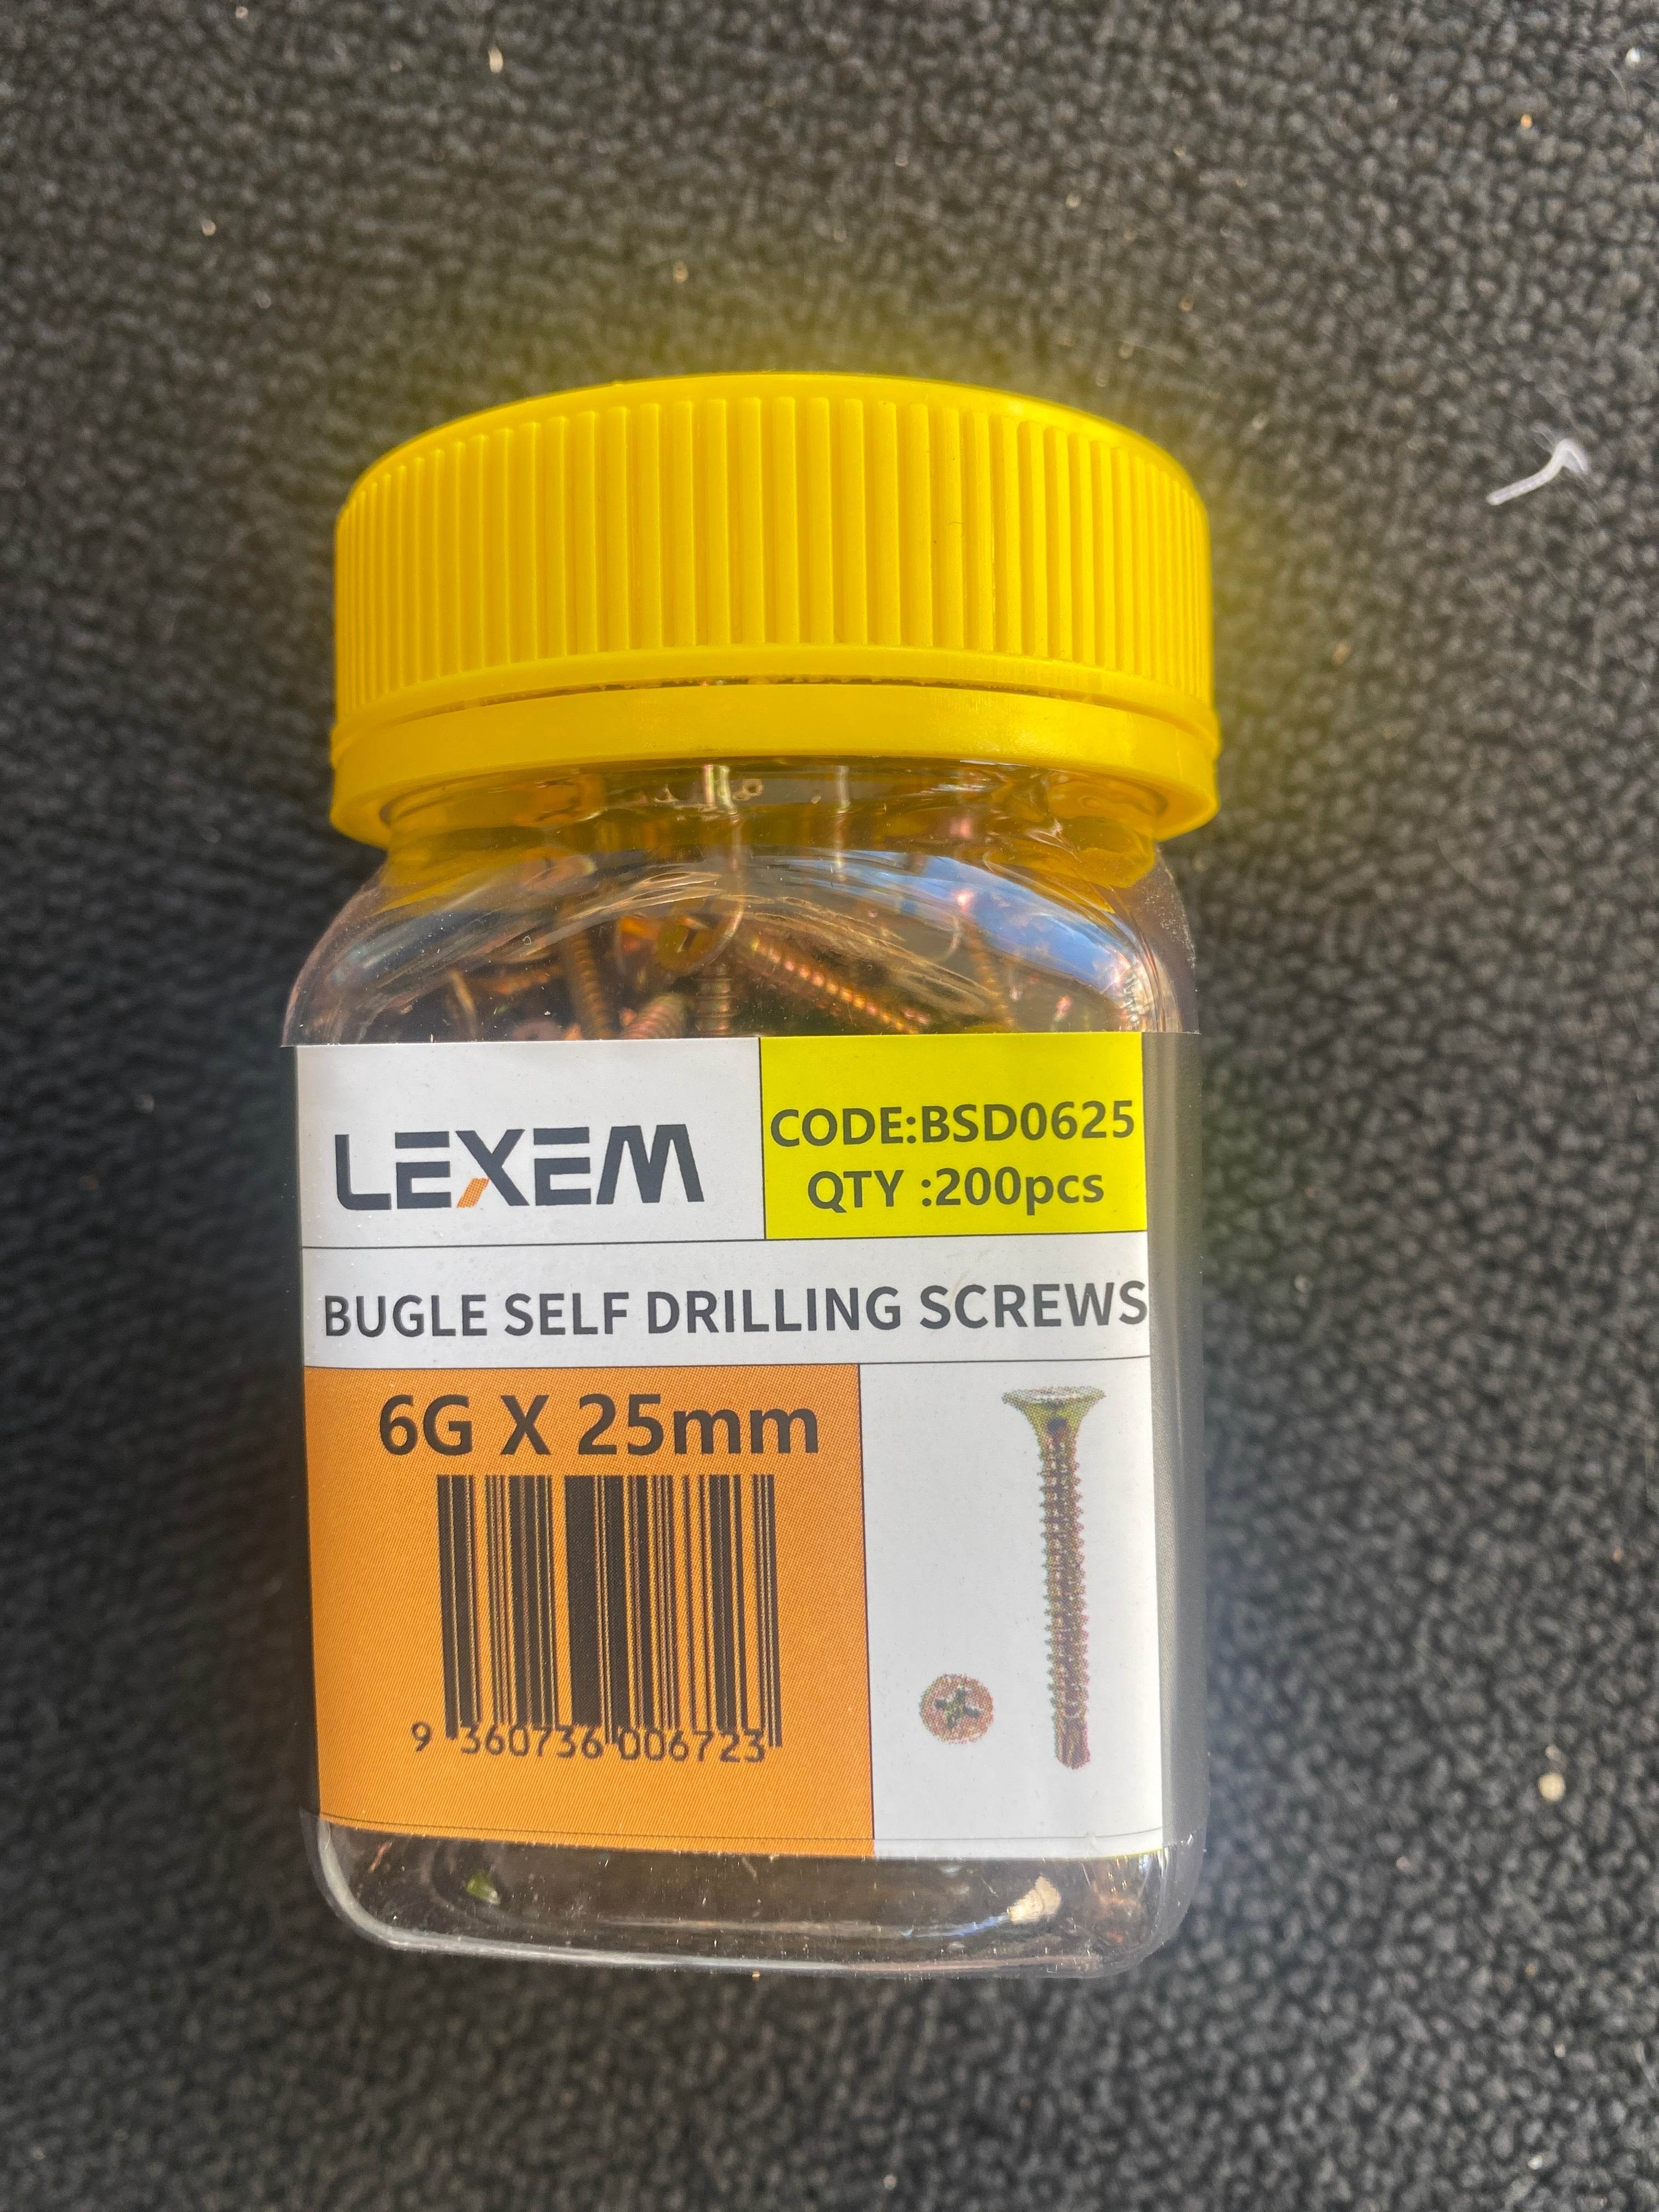 LEXEM
CODE:BSD0625
QTY :200pcs
BUGLE SELF DRILLING SCREWS
6G X 25mm
9 360736 006723